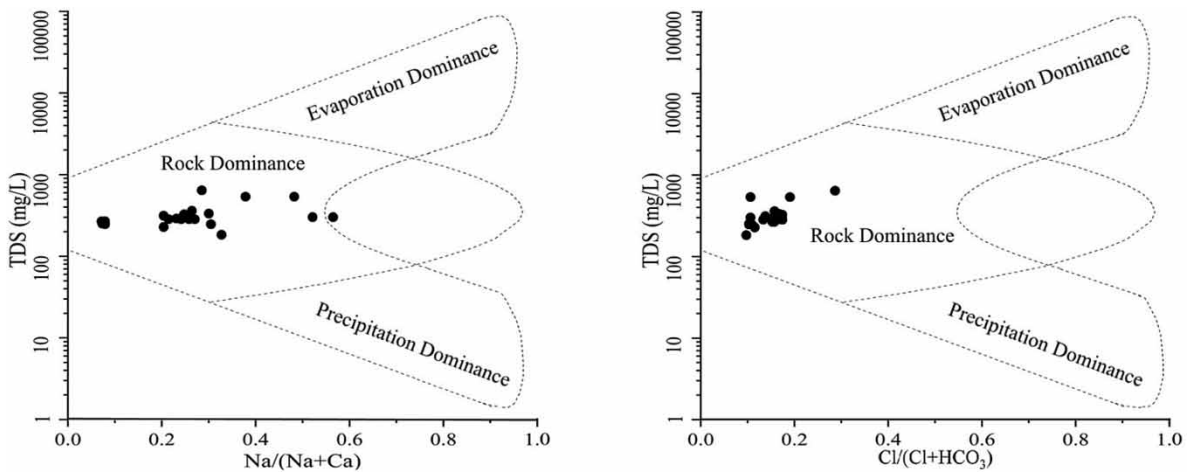 100000
10000
1000
100
10
1
TDS (mg/L)
Evaporation Dominance
Rock Dominance
Precipitation Dominance
0.0 0.2 0.4 0.6 0.8 1.0
Na/(Na+Ca)
100000
10000
1000
100
10
1
TDS (mg/L)
Evaporation Dominance
Rock Dominance
Precipitation Dominance
0.0 0.2 0.4 0.6 0.8 1.0
Cl/(Cl+HCO₃)